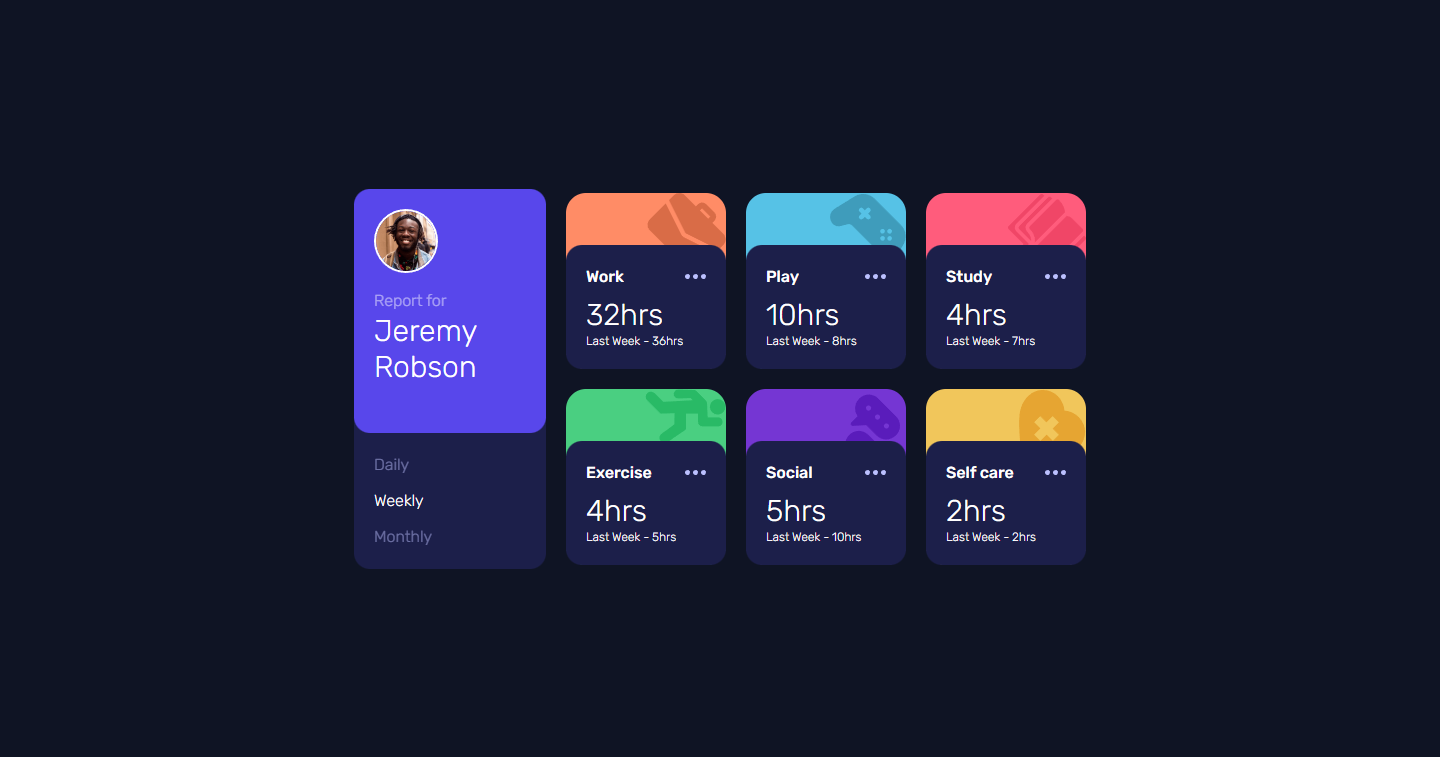 Report for
Jeremy
Robson
Daily
Weekly
Monthly
Work
32hrs
Last Week - 36hrs
Play
10hrs
Last Week - 8hrs
Study
4hrs
Last Week - 7hrs
Exercise
4hrs
Last Week - 5hrs
Social
5hrs
Last Week - 10hrs
Self care
2hrs
Last Week - 2hrs